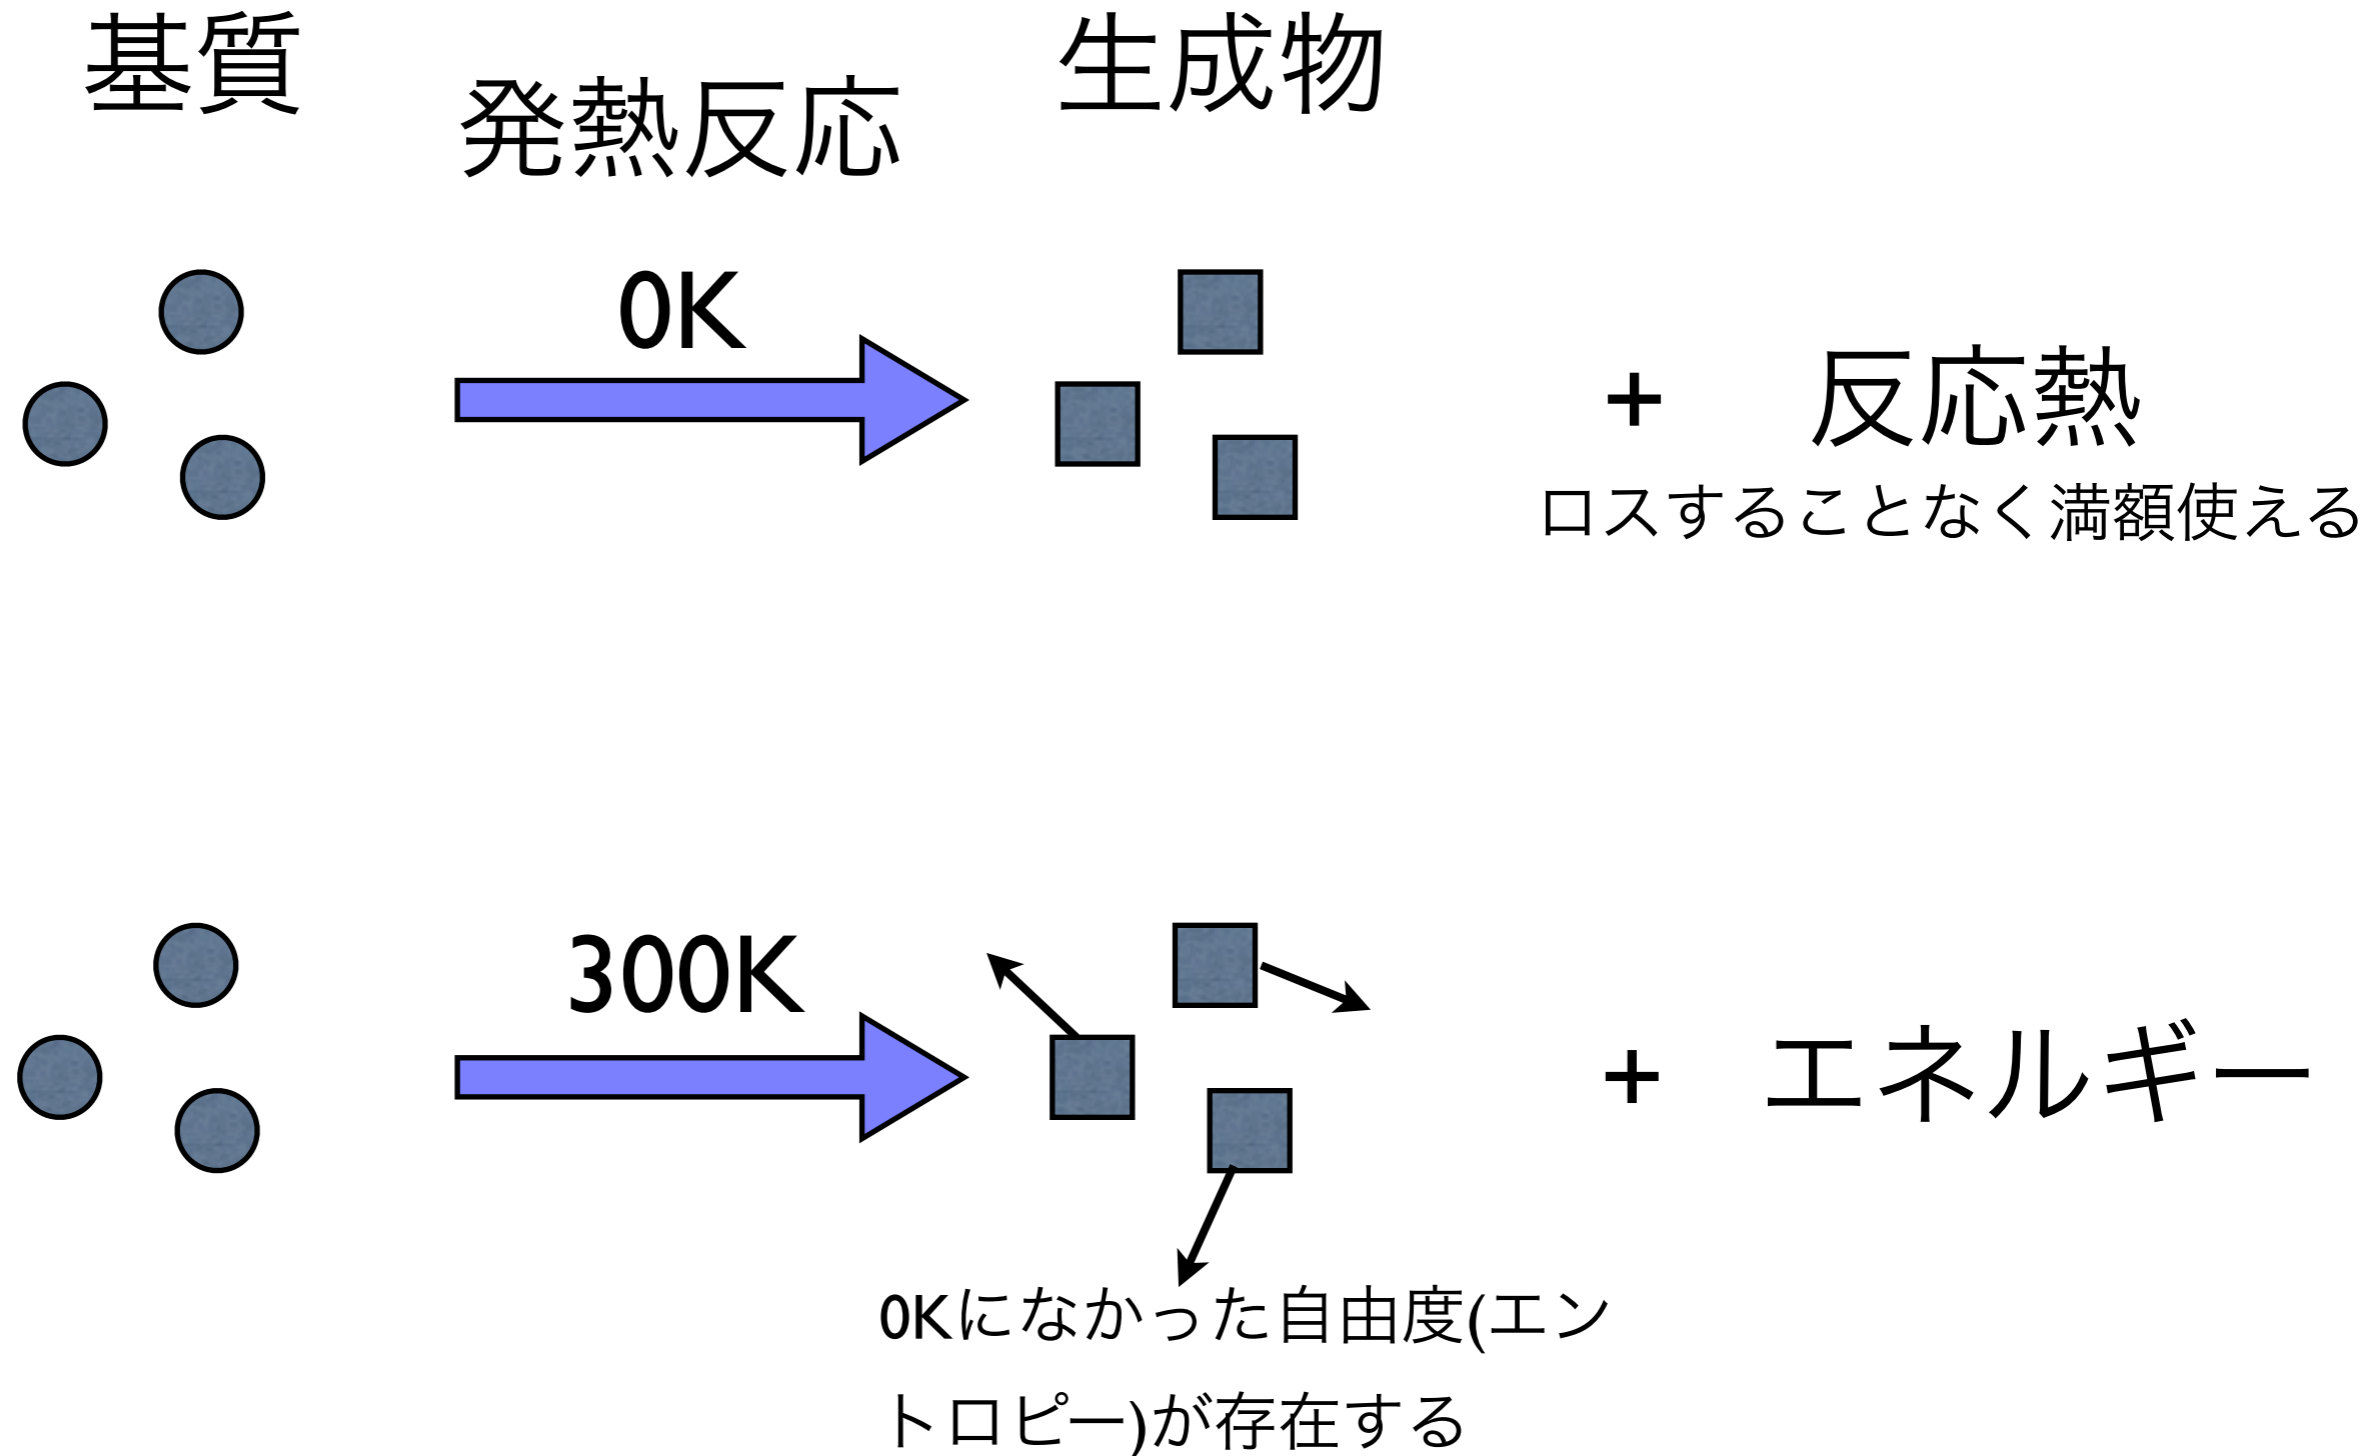 基質
発熱反応
生成物
0K
+ 反応熱
ロスすることなく満額使える
300K
+ エネルギー
0Kになかった自由度(エン
トロピー)が存在する